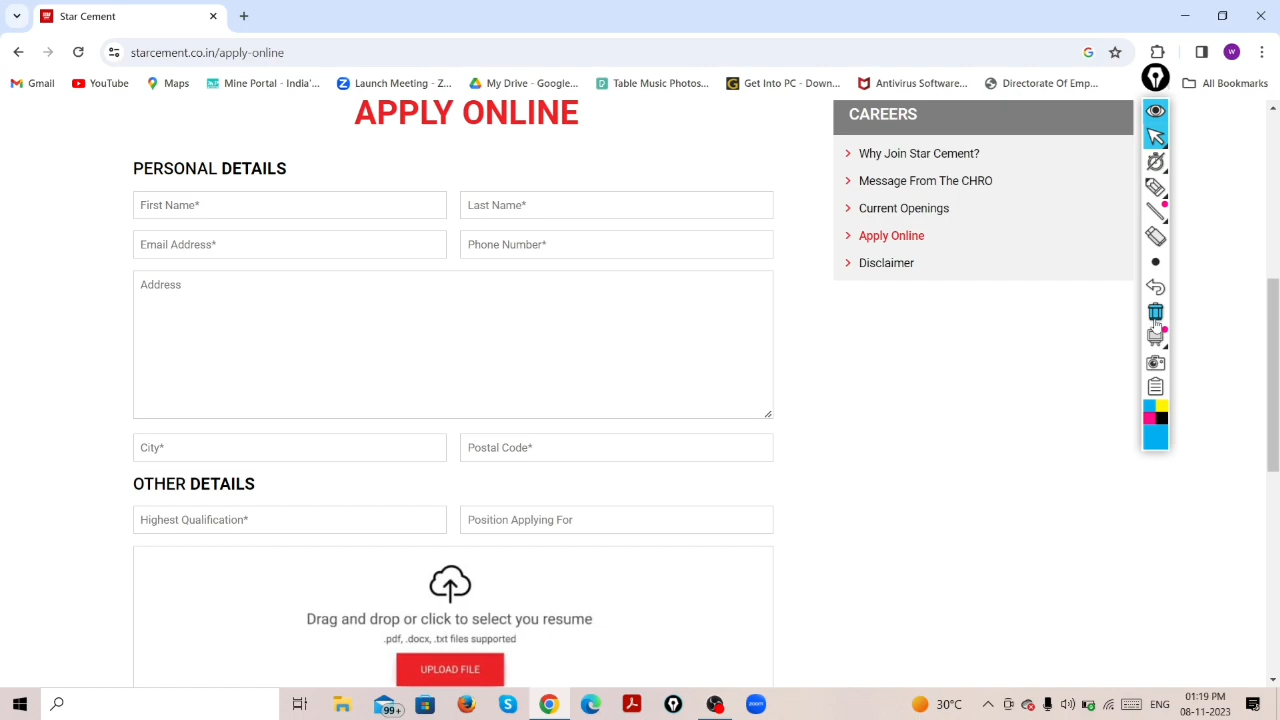 Star Cement
starcement.co.in/apply-online
W
Gmail
YouTube
Maps
Mine Portal - India'...
Launch Meeting - Z...
My Drive - Google...
Table Music Photos...
Get Into PC - Down...
Antivirus Software...
Directorate Of Emp...
All Bookmarks
APPLY ONLINE
PERSONAL DETAILS
First Name*
Last Name*
Email Address*
Phone Number*
Address
City*
Postal Code*
OTHER DETAILS
Highest Qualification*
Position Applying For
Drag and drop or click to select you resume
.pdf, .docx, .txt files supported
UPLOAD FILE
CAREERS
Why Join Star Cement?
Message From The CHRO
Current Openings
Apply Online
Disclaimer
99+
zoom
30°C
ENG
01:19 PM
08-11-2023